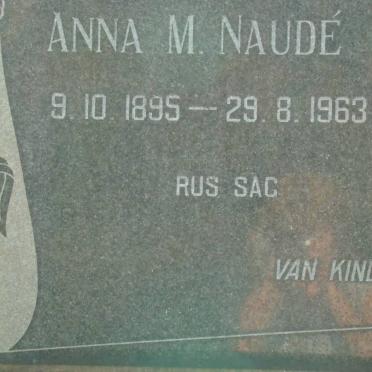 ANNA M. NAUDÉ
9.10.1895 — 29.8.1963
RUS SAG
VAN KIND